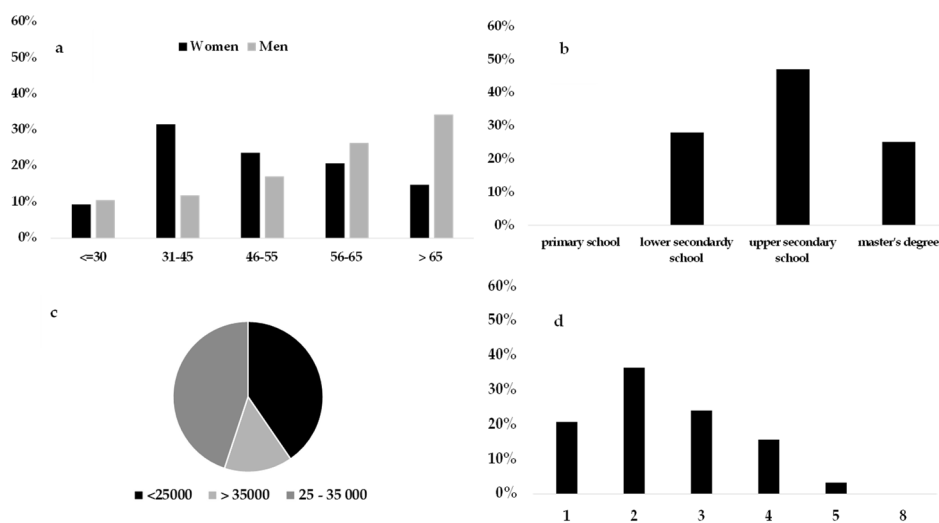 a
Women Men
60%
50%
40%
30%
20%
10%
0%
<=30 31-45 46-55 56-65 > 65
b
60%
50%
40%
30%
20%
10%
0%
primary school lower secondardy school upper secondary school master's degree
c
<25000 > 35000 25 - 35 000
d
60%
50%
40%
30%
20%
10%
0%
1 2 3 4 5 8